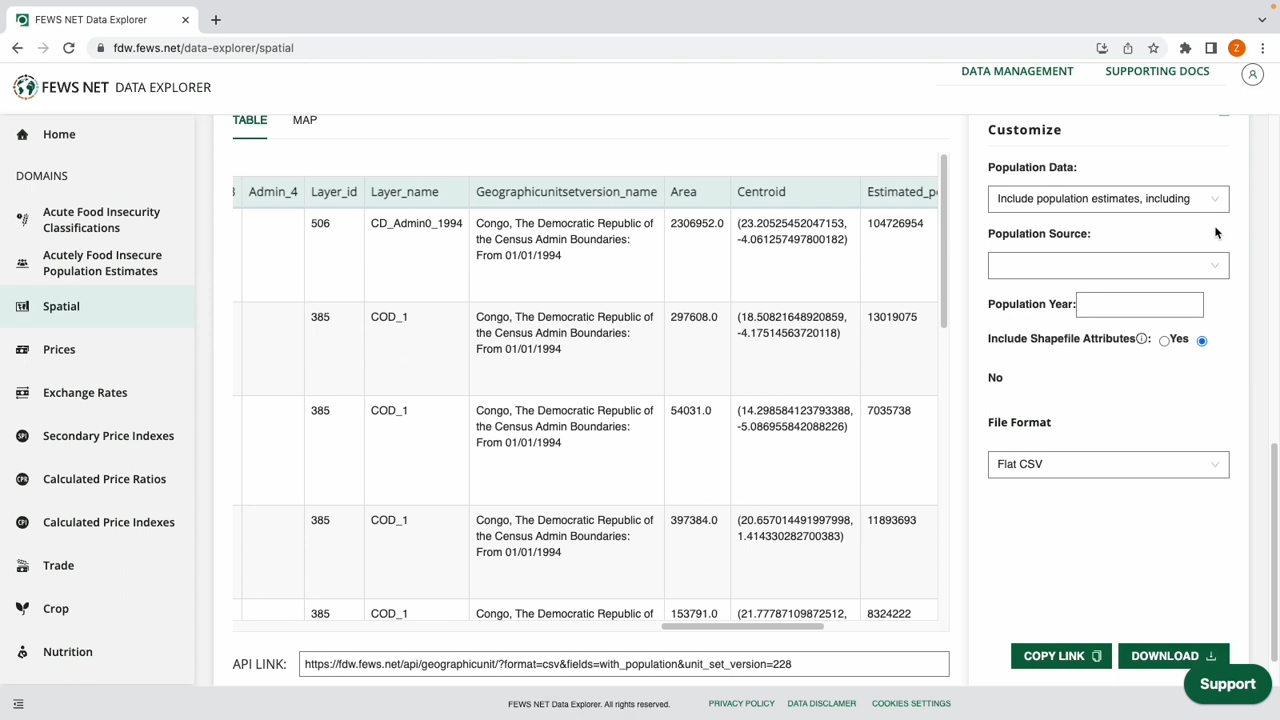 FEWS NET Data Explorer
fdw.fews.net/data-explorer/spatial
Z
FEWS NET DATA EXPLORER
DATA MANAGEMENT
SUPPORTING DOCS
Home
DOMAINS
Acute Food Insecurity
Classifications
Acutely Food Insecure
Population Estimates
Spatial
Prices
Exchange Rates
SPI Secondary Price Indexes
CPR Calculated Price Ratios
CPI Calculated Price Indexes
Trade
Crop
Nutrition
TABLE MAP
Admin_4 Layer_id Layer_name Geographicunitsetversion_name Area Centroid Estimated_p
506 CD_Admin0_1994 Congo, The Democratic Republic of 2306952.0 (23.20525452047153, 104726954
the Census Admin Boundaries: -4.061257497800182)
From 01/01/1994
385 COD_1 Congo, The Democratic Republic of 297608.0 (18.50821648920859, 13019075
the Census Admin Boundaries: -4.17514563720118)
From 01/01/1994
385 COD_1 Congo, The Democratic Republic of 54031.0 (14.298584123793388, 7035738
the Census Admin Boundaries: -5.086955842088226)
From 01/01/1994
385 COD_1 Congo, The Democratic Republic of 397384.0 (20.657014491997998, 11893693
the Census Admin Boundaries: 1.414330282700383)
From 01/01/1994
385 COD_1 Congo, The Democratic Republic of 153791.0 (21.77787109872512, 8324222
API LINK: https://fdw.fews.net/api/geographicunit/?format=csv&fields=with_population&unit_set_version=228
Customize
Population Data:
Include population estimates, including
Population Source:
Population Year:
Include Shapefile Attributes: Yes
No
File Format
Flat CSV
COPY LINK
DOWNLOAD
Support
FEWS NET Data Explorer. All rights reserved.
PRIVACY POLICY
DATA DISCLAMER
COOKIES SETTINGS